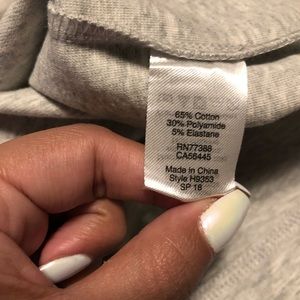 65% Cotton
30% Polyamide
5% Elastane
RN77388
CA56445
Made in China
Style H9353
SP 18